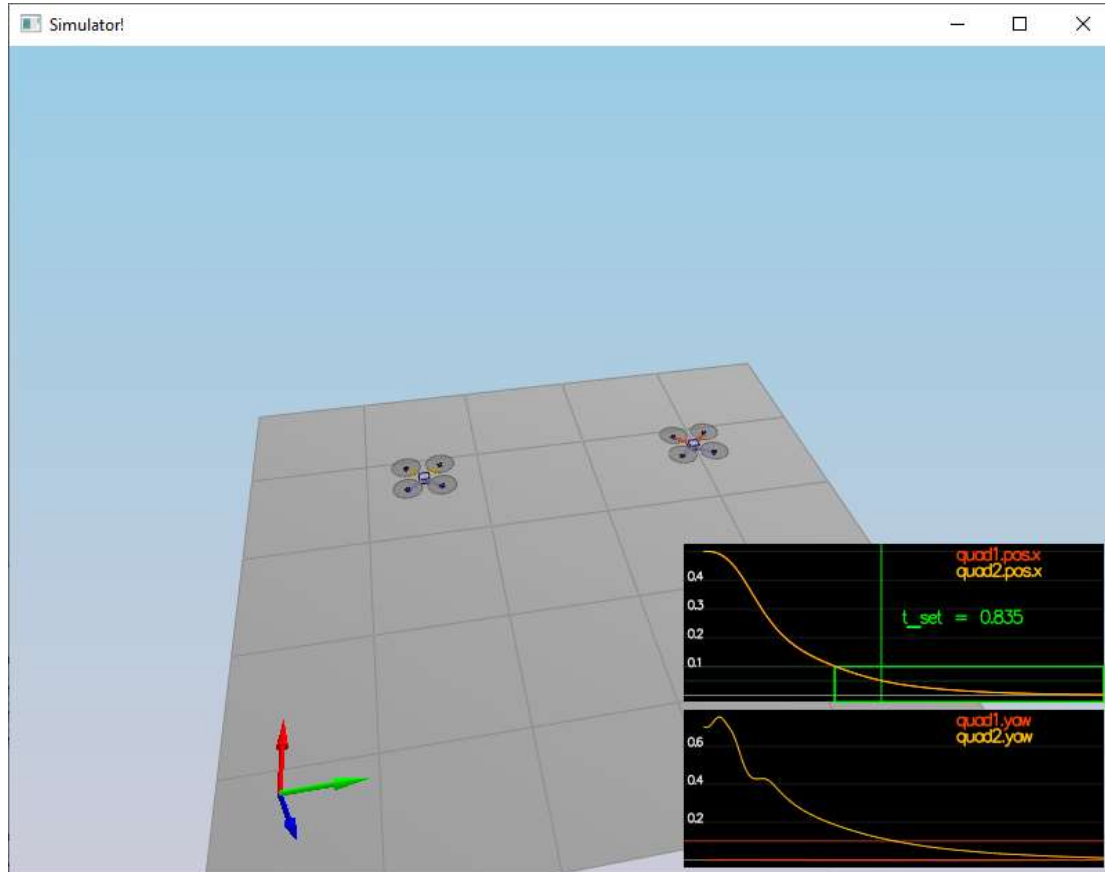 Simulator!
quad1.pos.x
quad2.pos.x
0.4
0.3
t_set = 0.835
0.2
0.1
quad1.yaw
quad2.yaw
0.6
0.4
0.2